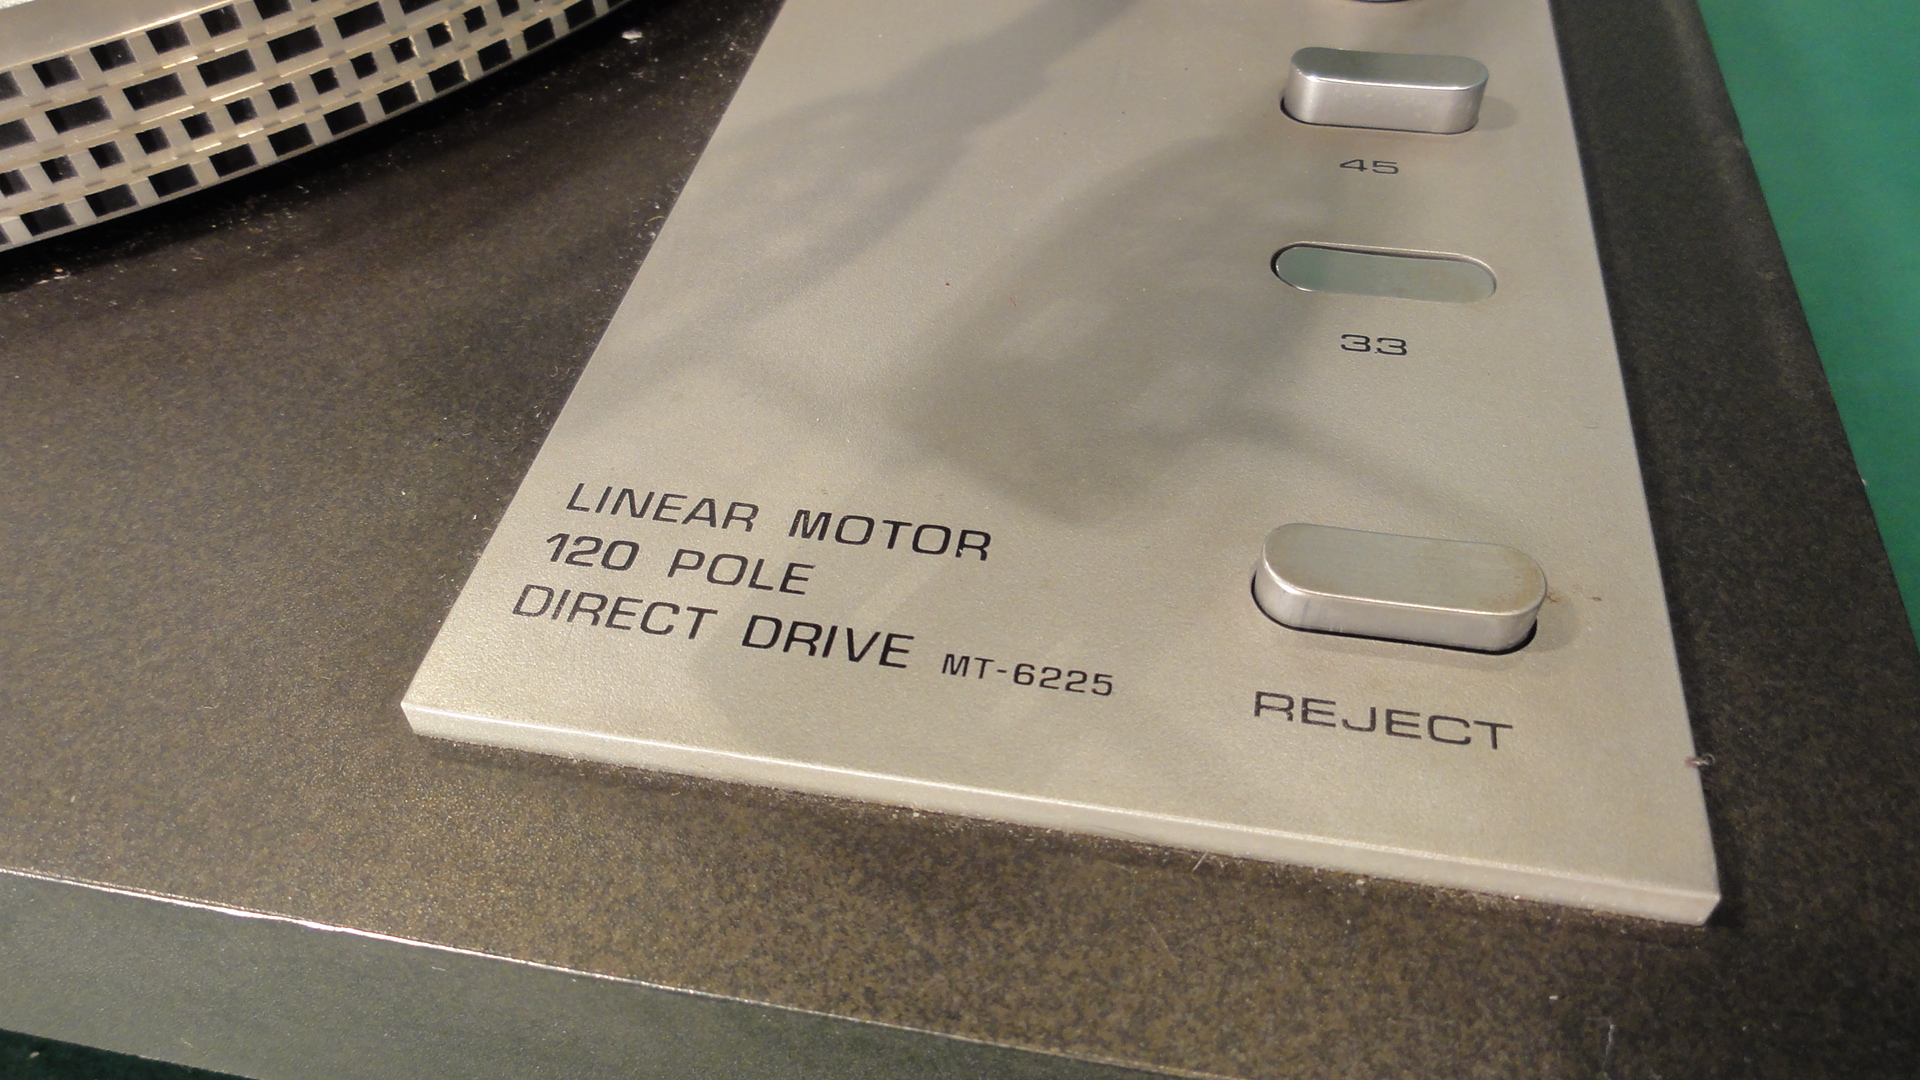 45
33
LINEAR MOTOR
120 POLE
DIRECT DRIVE MT-6225
REJECT